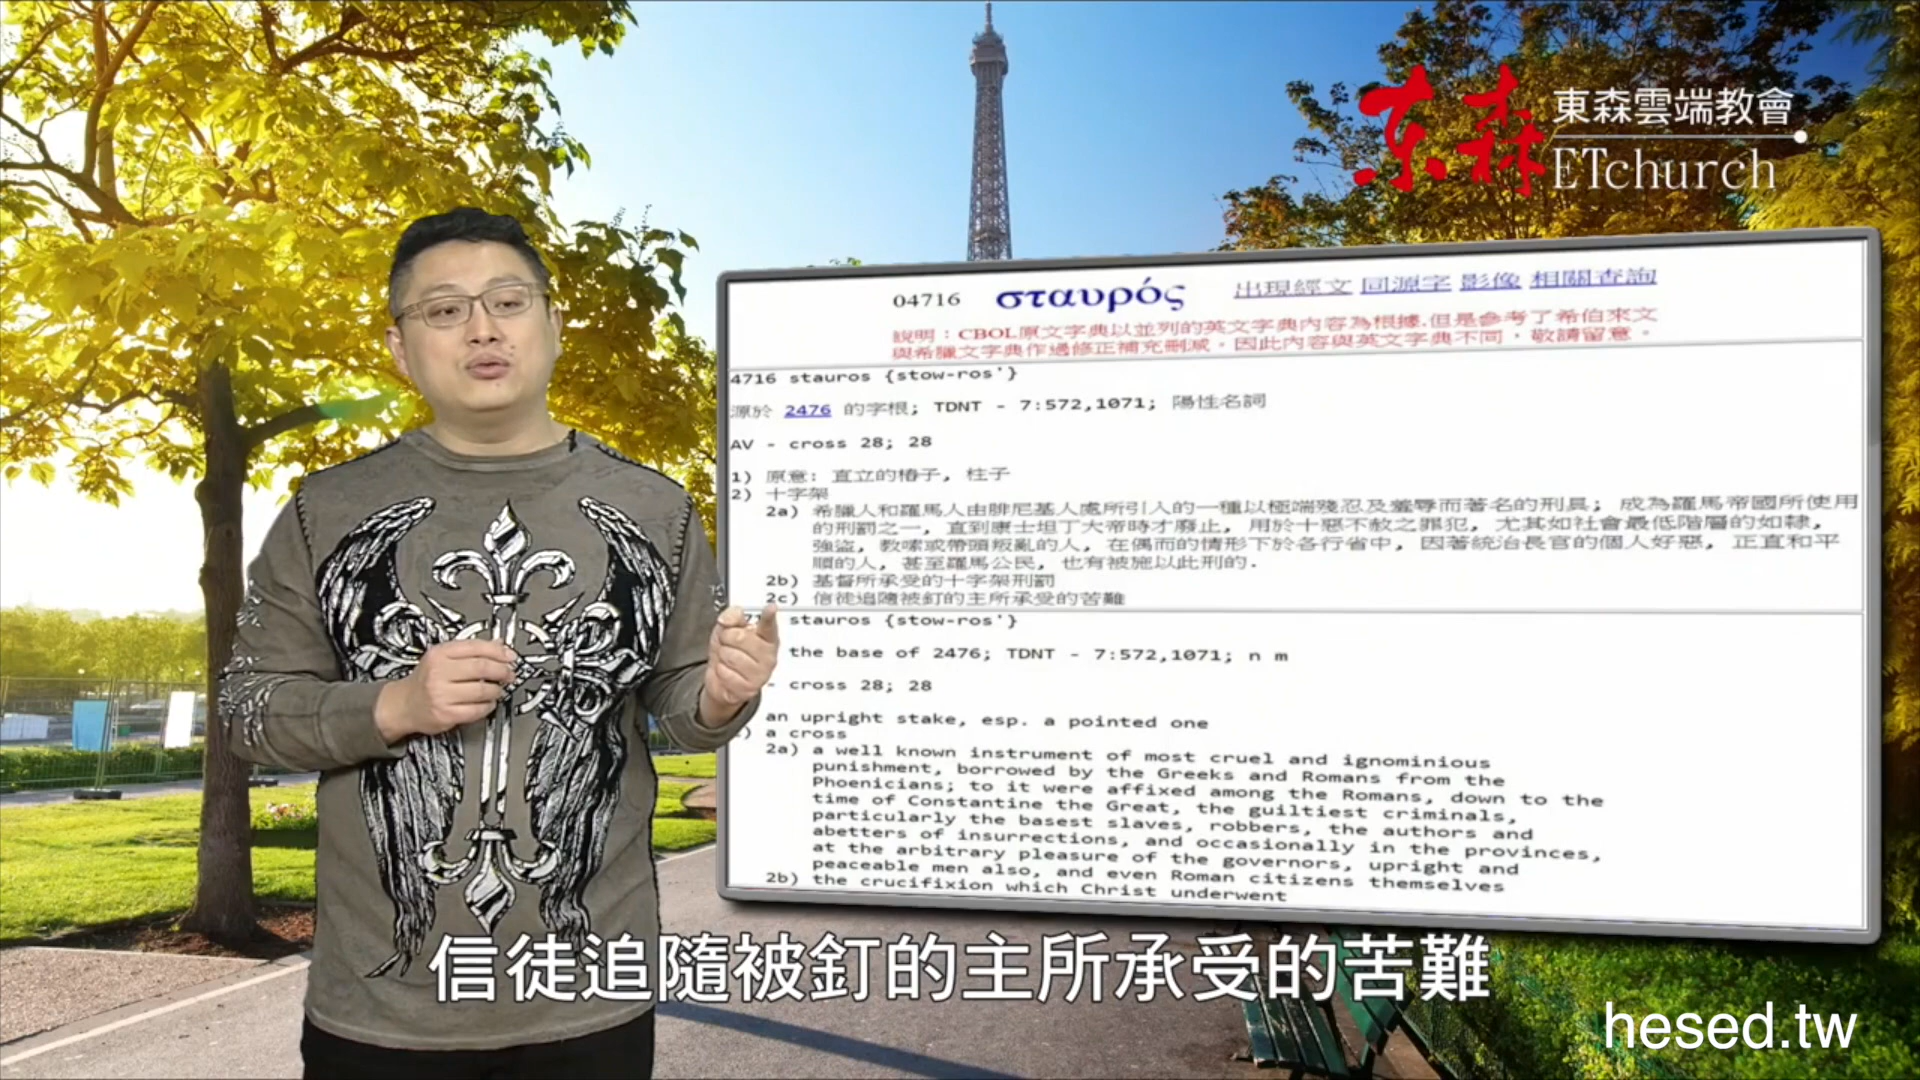 东森
東森雲端教會
ETchurch
04716 σταυρός 出現經文 同源字 影像 相關查詢
說明：CBOL原文字典以並列的英文字典內容為根據.但是參考了希伯來文
與希臘文字典作過修正補充刪減。因此內容與英文字典不同，敬請留意。
4716 stauros {stow-ros'}
源於 2476 的字根; TDNT - 7:572,1071; 陽性名詞
AV - cross 28; 28
1) 原意: 直立的樁子, 柱子
2) 十字架
2a) 希臘人和羅馬人由腓尼基人處所引入的一種以極端殘忍及羞辱而著名的刑具; 成為羅馬帝國所使用
的刑罰之一, 直到康士坦丁大帝時才廢止, 用於十惡不赦之罪犯, 尤其如社會最低階層的如隸,
強盜, 教嗦或帶頭叛亂的人, 在偶而的情形下於各行省中, 因著統治長官的個人好惡, 正直和平
順的人, 甚至羅馬公民, 也有被施以此刑的.
2b) 基督所承受的十字架刑罰
2c) 信徒追隨被釘的主所承受的苦難
stauros {stow-ros'}
the base of 2476; TDNT - 7:572,1071; n m
- cross 28; 28
an upright stake, esp. a pointed one
) a cross
2a) a well known instrument of most cruel and ignominious
punishment, borrowed by the Greeks and Romans from the
Phoenicians; to it were affixed among the Romans, down to the
time of Constantine the Great, the guiltiest criminals,
particularly the basest slaves, robbers, the authors and
abetters of insurrections, and occasionally in the provinces,
at the arbitrary pleasure of the governors, upright and
peaceable men also, and even Roman citizens themselves
2b) the crucifixion which Christ underwent
信徒追隨被釘的主所承受的苦難
hesed.tw